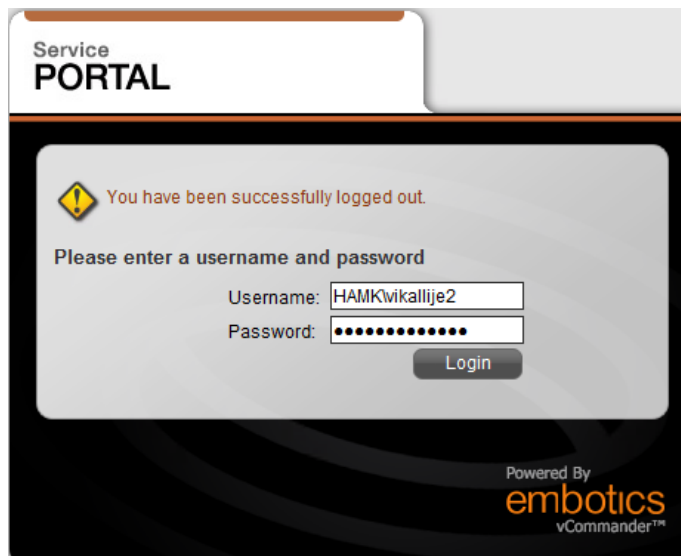 Service
PORTAL
You have been successfully logged out.
Please enter a username and password
Username: HAMK\vikallije2
Password: ●●●●●●●●●●●●●
Login
Powered By
embotics
vCommander™